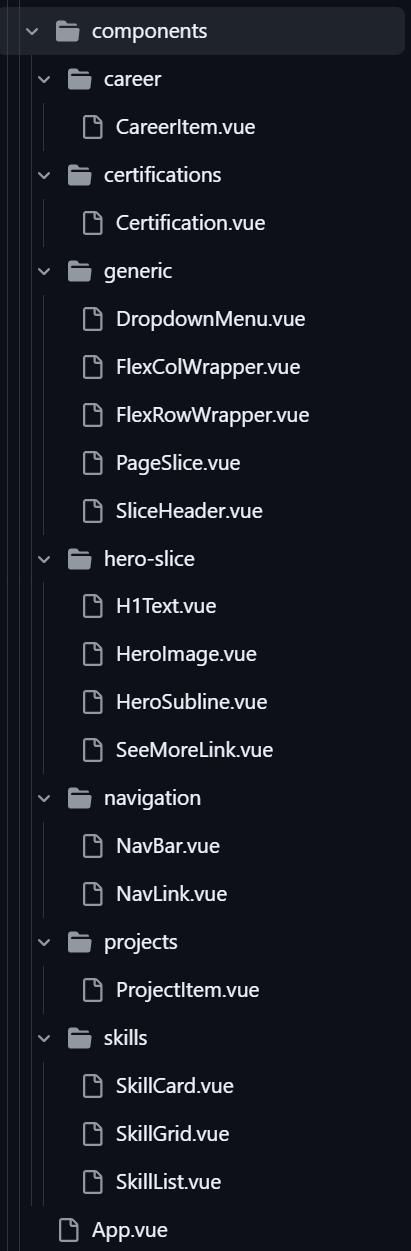 components
career
CareerItem.vue
certifications
Certification.vue
generic
DropdownMenu.vue
FlexColWrapper.vue
FlexRowWrapper.vue
PageSlice.vue
SliceHeader.vue
hero-slice
H1Text.vue
HeroImage.vue
HeroSubline.vue
SeeMoreLink.vue
navigation
NavBar.vue
NavLink.vue
projects
ProjectItem.vue
skills
SkillCard.vue
SkillGrid.vue
SkillList.vue
App.vue